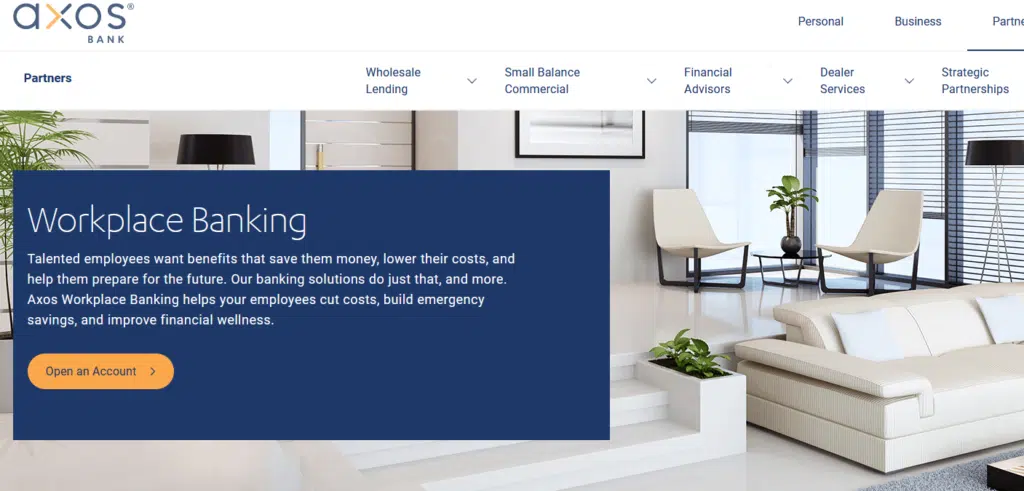 axos®
BANK
Personal
Business
Partne
Partners
Wholesale
Lending
Small Balance
Commercial
Financial
Advisors
Dealer
Services
Strategic
Partnerships
Workplace Banking
Talented employees want benefits that save them money, lower their costs, and
help them prepare for the future. Our banking solutions do just that, and more.
Axos Workplace Banking helps your employees cut costs, build emergency
savings, and improve financial wellness.
Open an Account